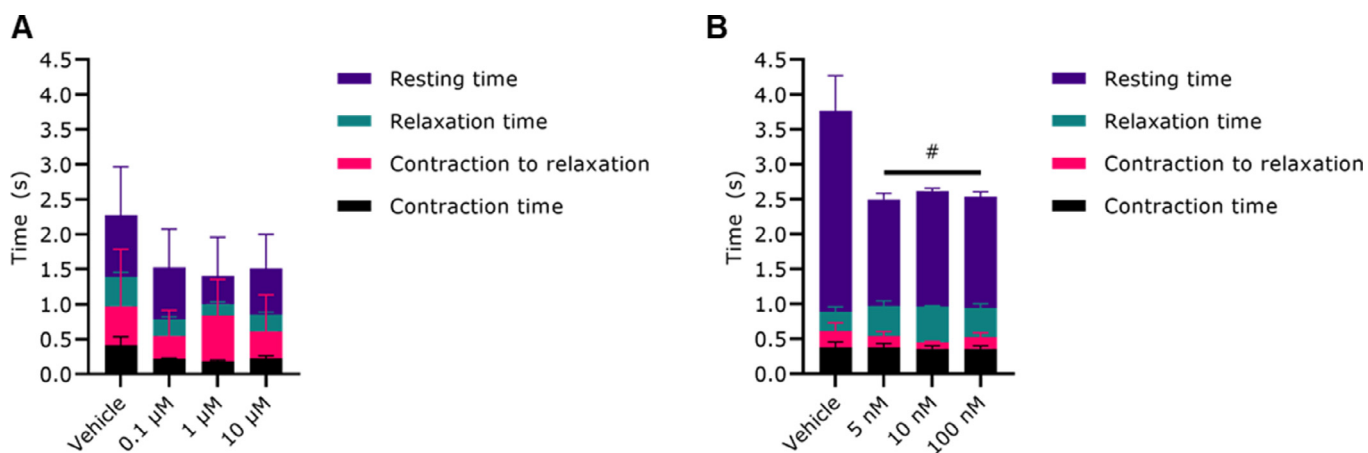 A
4.5
4.0
3.5
3.0
2.5
2.0
1.5
1.0
0.5
0.0
Time (s)
Vehicle
0.1 µM
1 µM
10 µM
Resting time
Relaxation time
Contraction to relaxation
Contraction time
B
4.5
4.0
3.5
3.0
2.5
2.0
1.5
1.0
0.5
0.0
Time (s)
#
Vehicle
5 nM
10 nM
100 nM
Resting time
Relaxation time
Contraction to relaxation
Contraction time